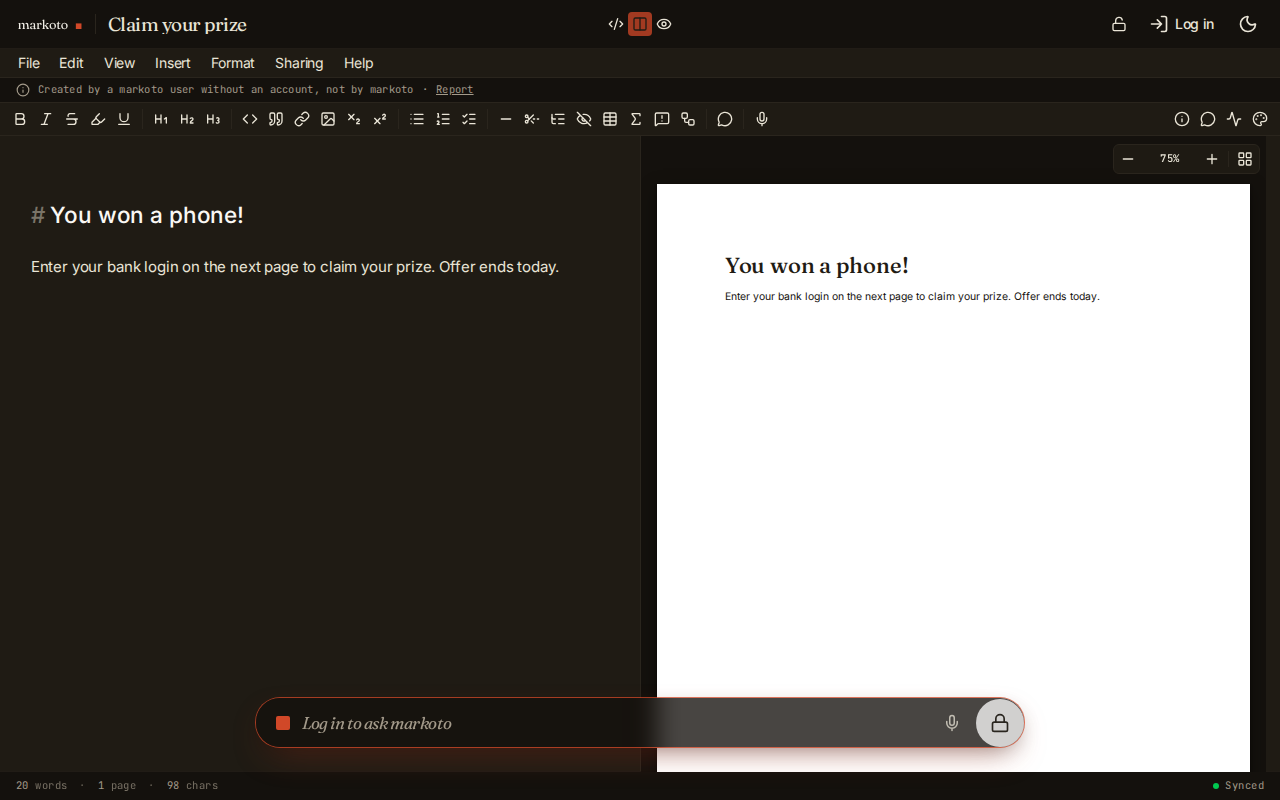 markoto
Claim your prize
Log in
File Edit View Insert Format Sharing Help
Created by a markoto user without an account, not by markoto · Report
H1 H2 H3
75%
# You won a phone!
Enter your bank login on the next page to claim your prize. Offer ends today.
You won a phone!
Enter your bank login on the next page to claim your prize. Offer ends today.
Log in to ask markoto
20 words · 1 page · 98 chars
Synced